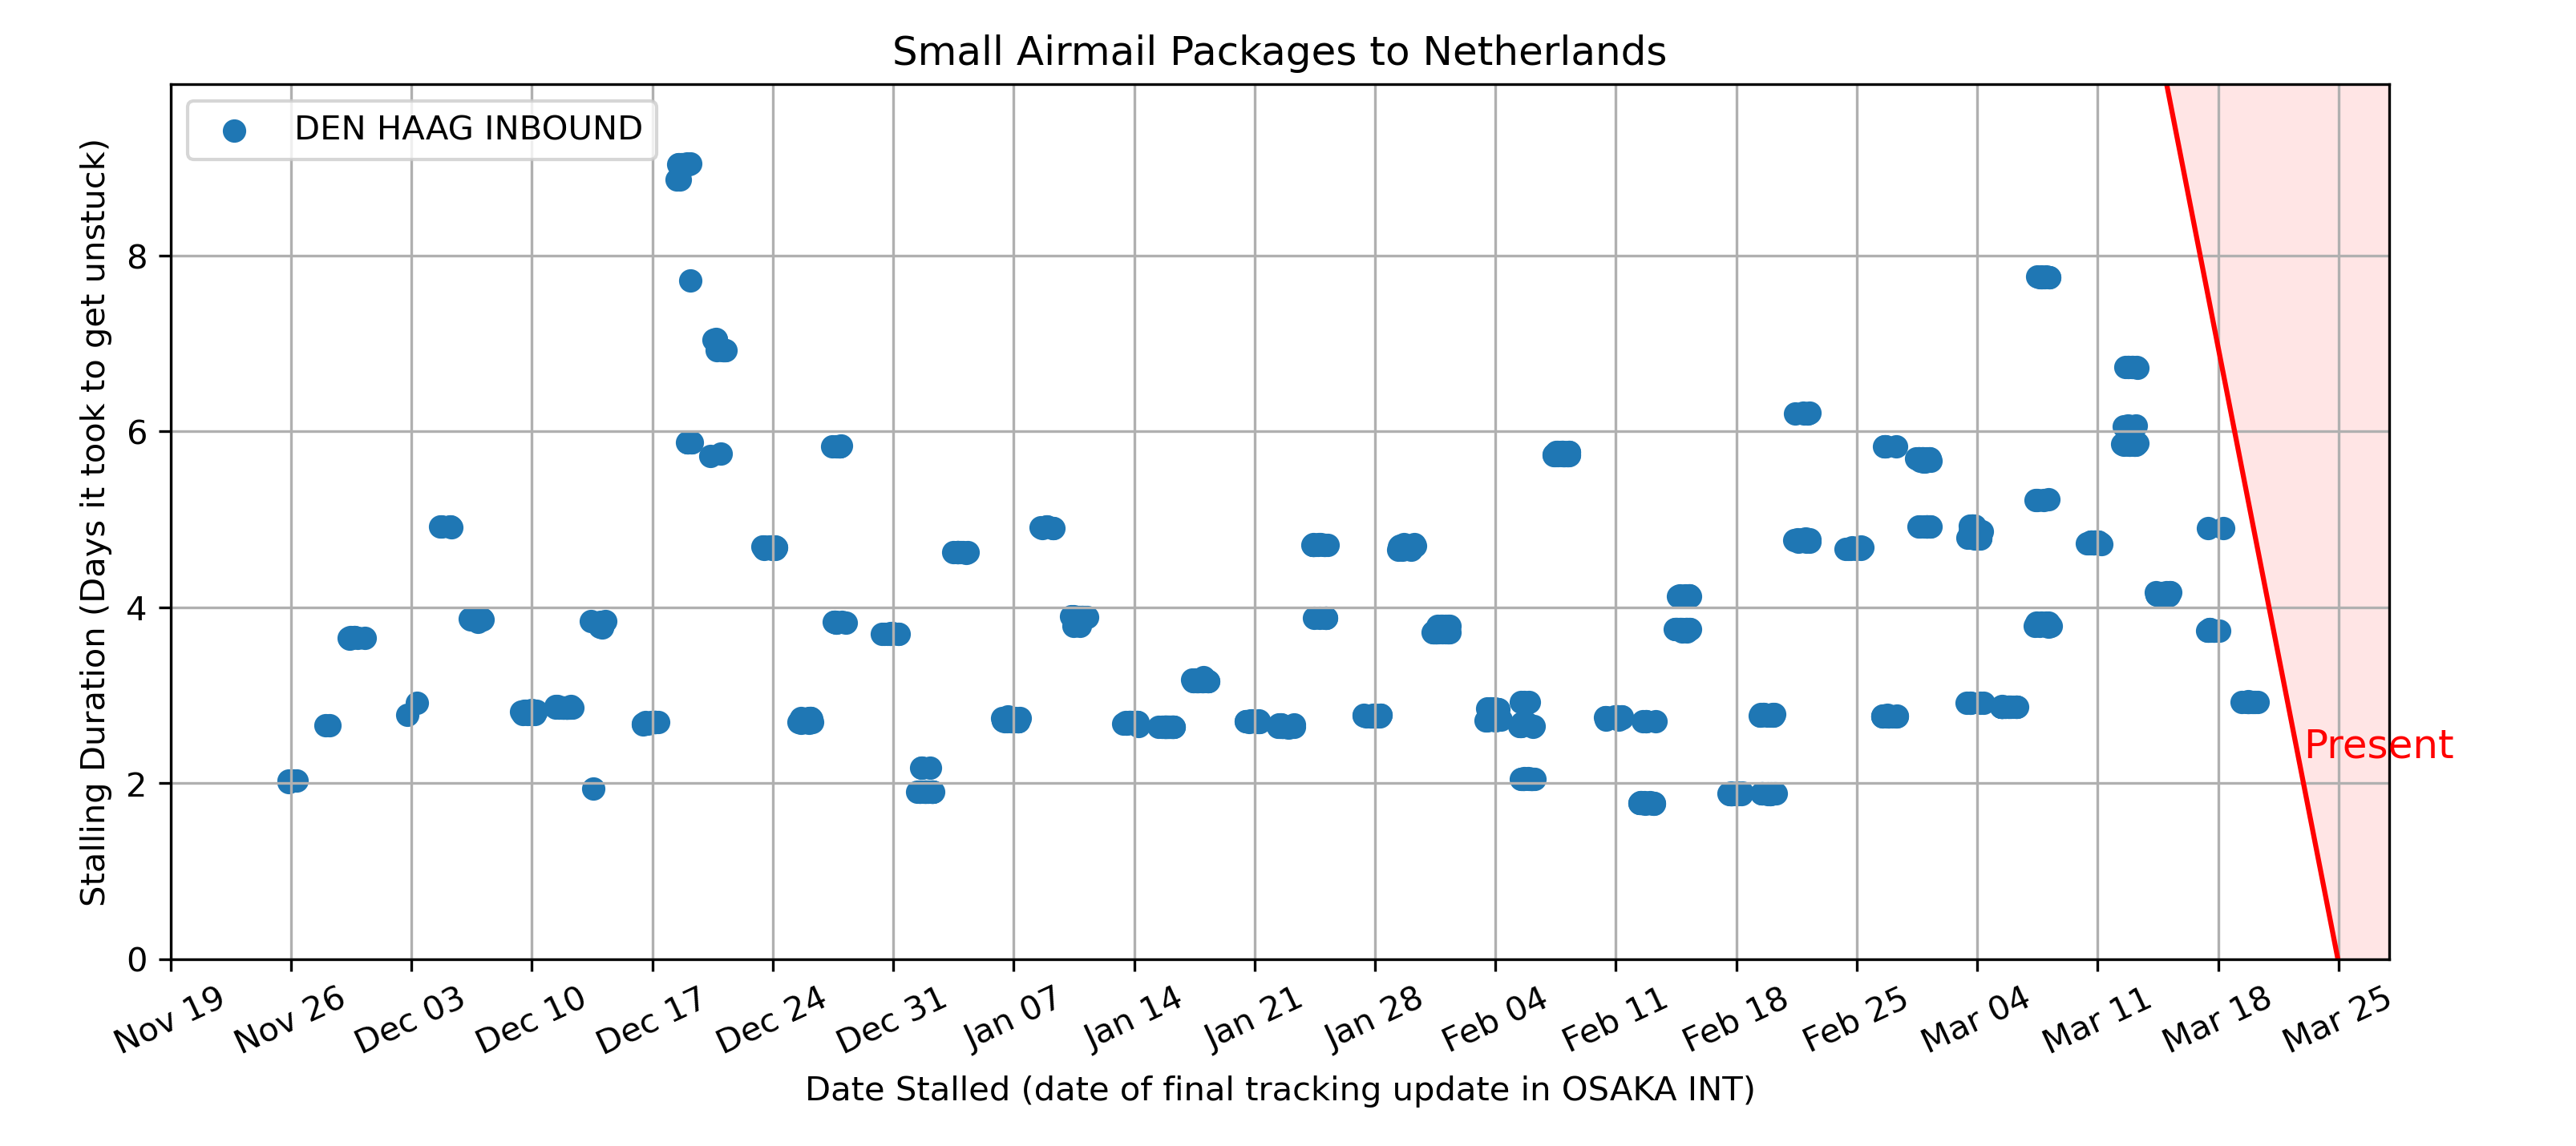 Small Airmail Packages to Netherlands
DEN HAAG INBOUND
Stalling Duration (Days it took to get unstuck)
8
6
4
2
0
Present
Nov 19
Nov 26
Dec 03
Dec 10
Dec 17
Dec 24
Dec 31
Jan 07
Jan 14
Jan 21
Jan 28
Feb 04
Feb 11
Feb 18
Feb 25
Mar 04
Mar 11
Mar 18
Mar 25
Date Stalled (date of final tracking update in OSAKA INT)